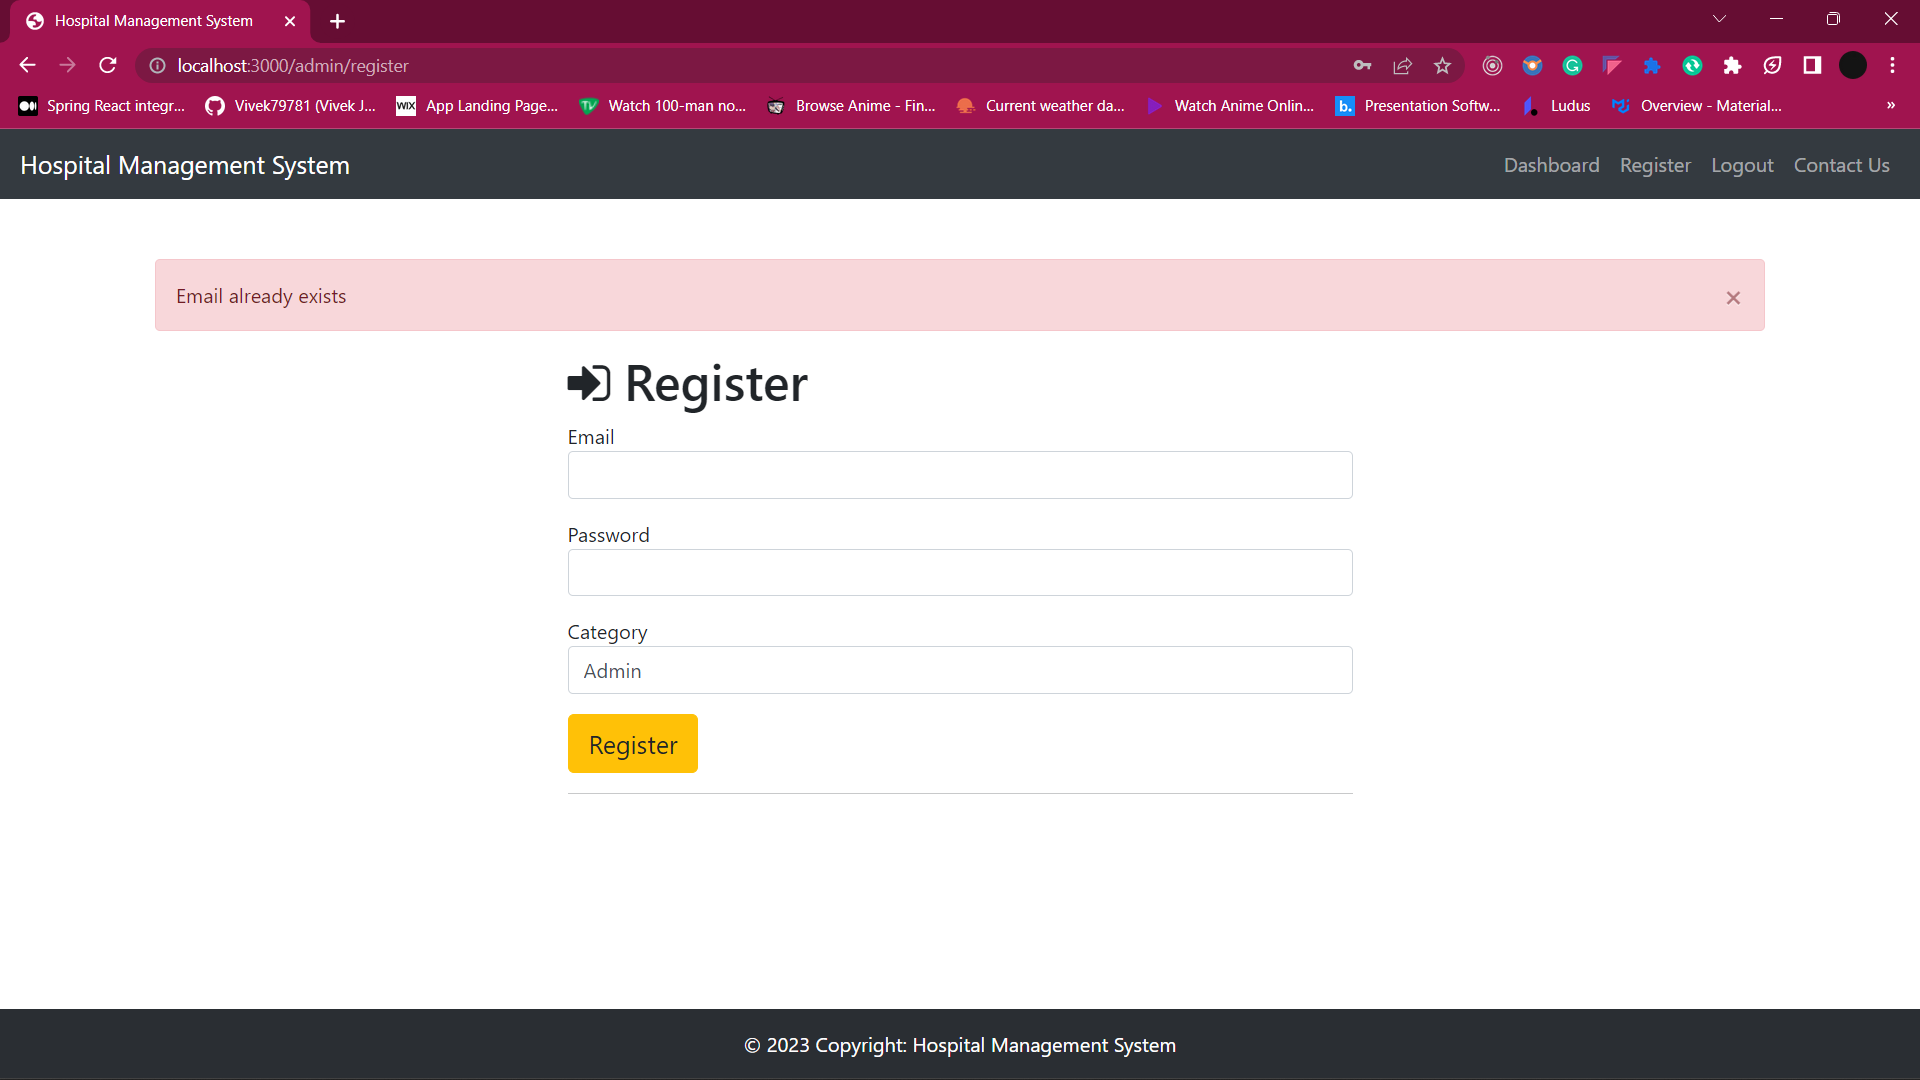 Hospital Management System
localhost:3000/admin/register
Spring React integr... Vivek79781 (Vivek J... WIX App Landing Page... TV Watch 100-man no... Browse Anime - Fin... Current weather da... Watch Anime Onlin... b. Presentation Softw... Ludus Overview - Material... »
Hospital Management System Dashboard Register Logout Contact Us
Email already exists ×
Register
Email
Password
Category
Admin
Register
© 2023 Copyright: Hospital Management System